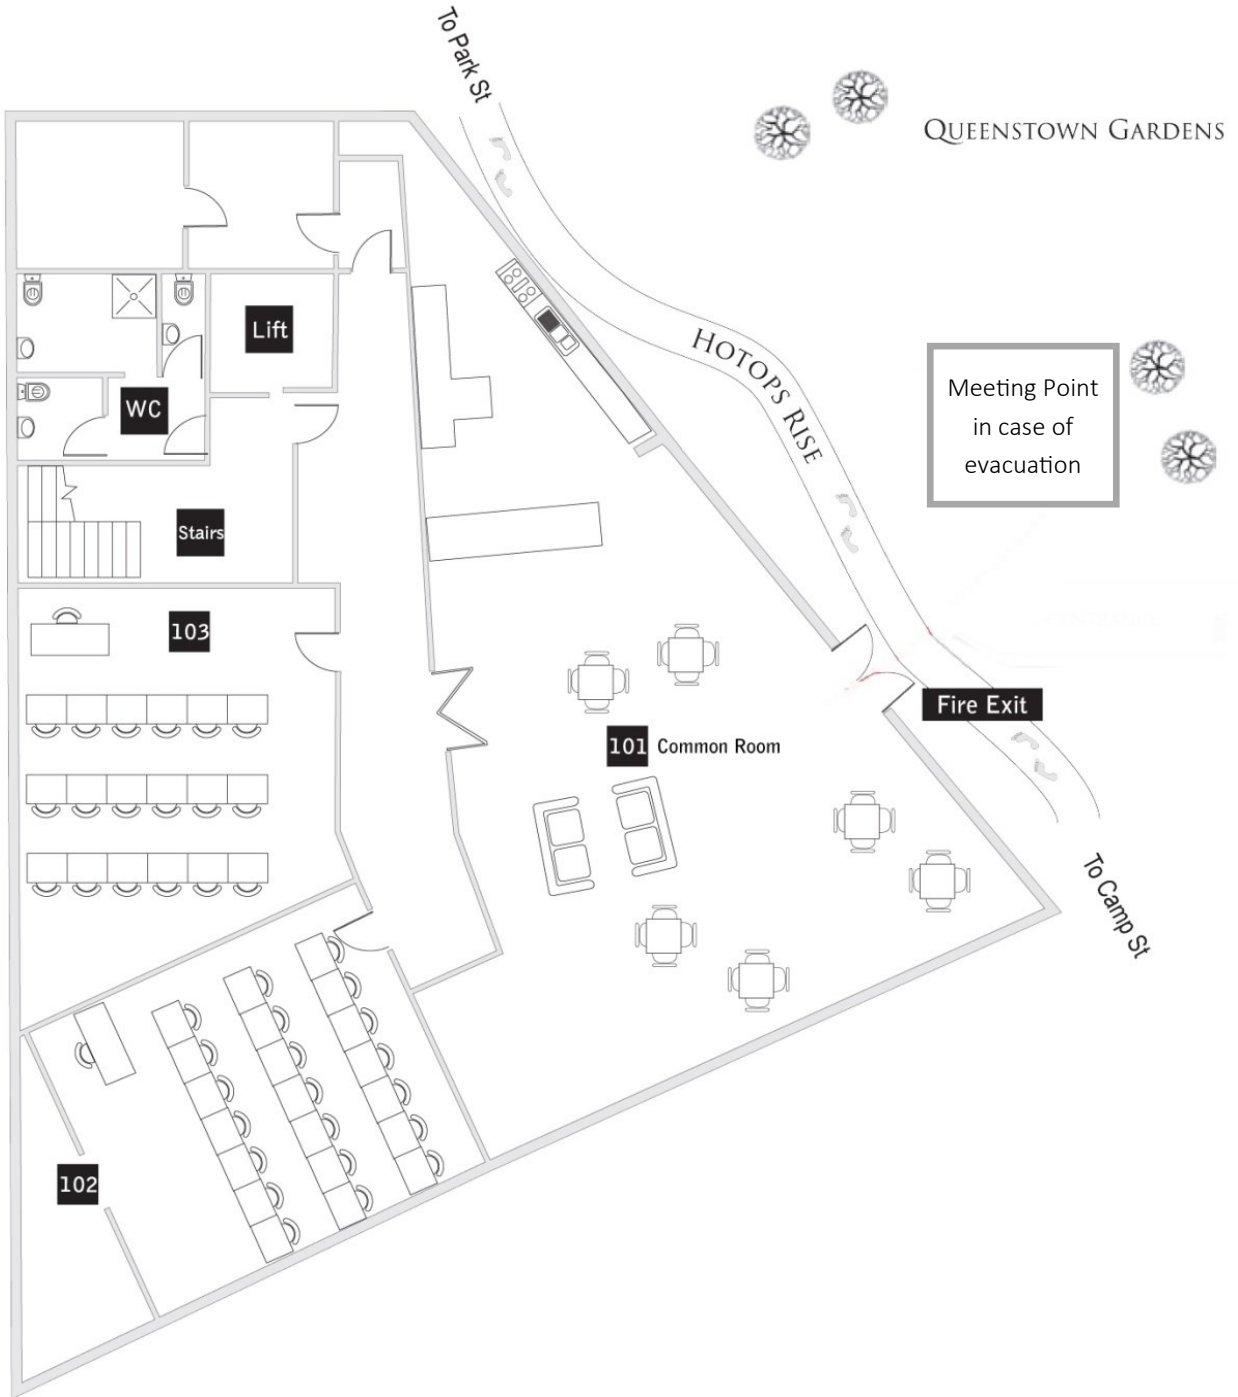 To Park St
QUEENSTOWN GARDENS
Lift
HOTOPS RISE
Meeting Point
in case of
evacuation
WC
Stairs
103
Fire Exit
101 Common Room
To Camp St
102